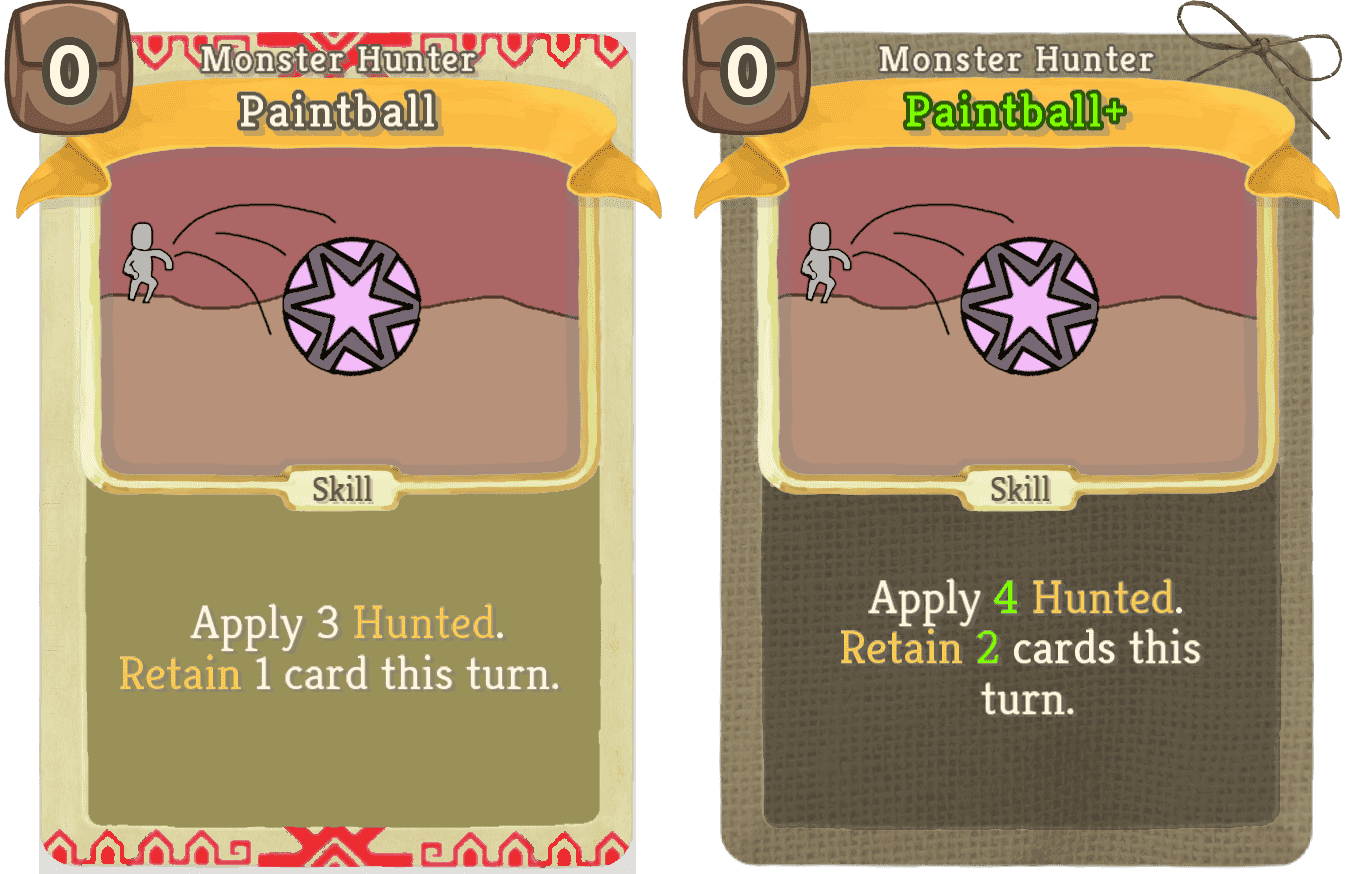 0
Monster Hunter
Paintball
Skill
Apply 3 Hunted.
Retain 1 card this turn.
0
Monster Hunter
Paintball+
Skill
Apply 4 Hunted.
Retain 2 cards this
turn.